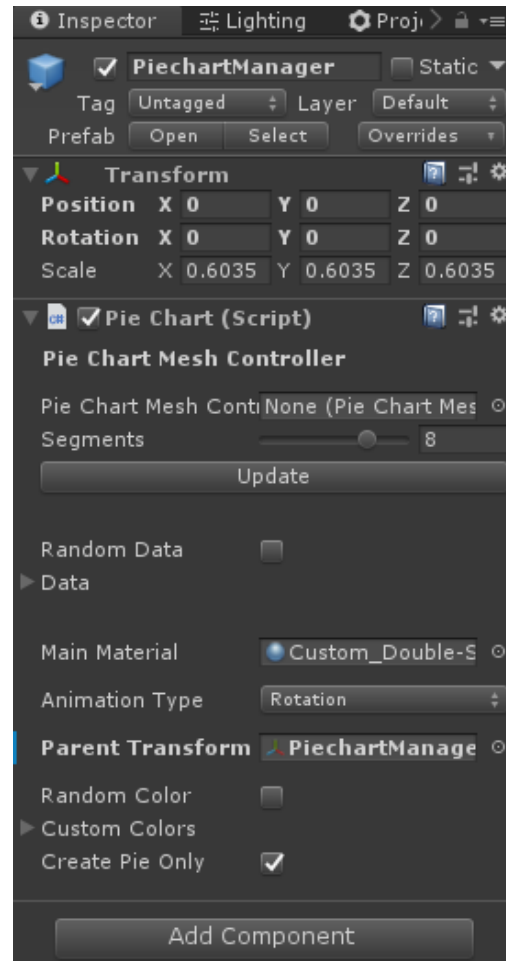 Inspector Lighting Proj
PiechartManager Static
Tag Untagged Layer Default
Prefab Open Select Overrides
Transform
Position X 0 Y 0 Z 0
Rotation X 0 Y 0 Z 0
Scale X 0.6035 Y 0.6035 Z 0.6035
C# Pie Chart (Script)
Pie Chart Mesh Controller
Pie Chart Mesh Conti None (Pie Chart Mes
Segments 8
Update
Random Data
Data
Main Material Custom_Double-S
Animation Type Rotation
Parent Transform PiechartManage
Random Color
Custom Colors
Create Pie Only
Add Component